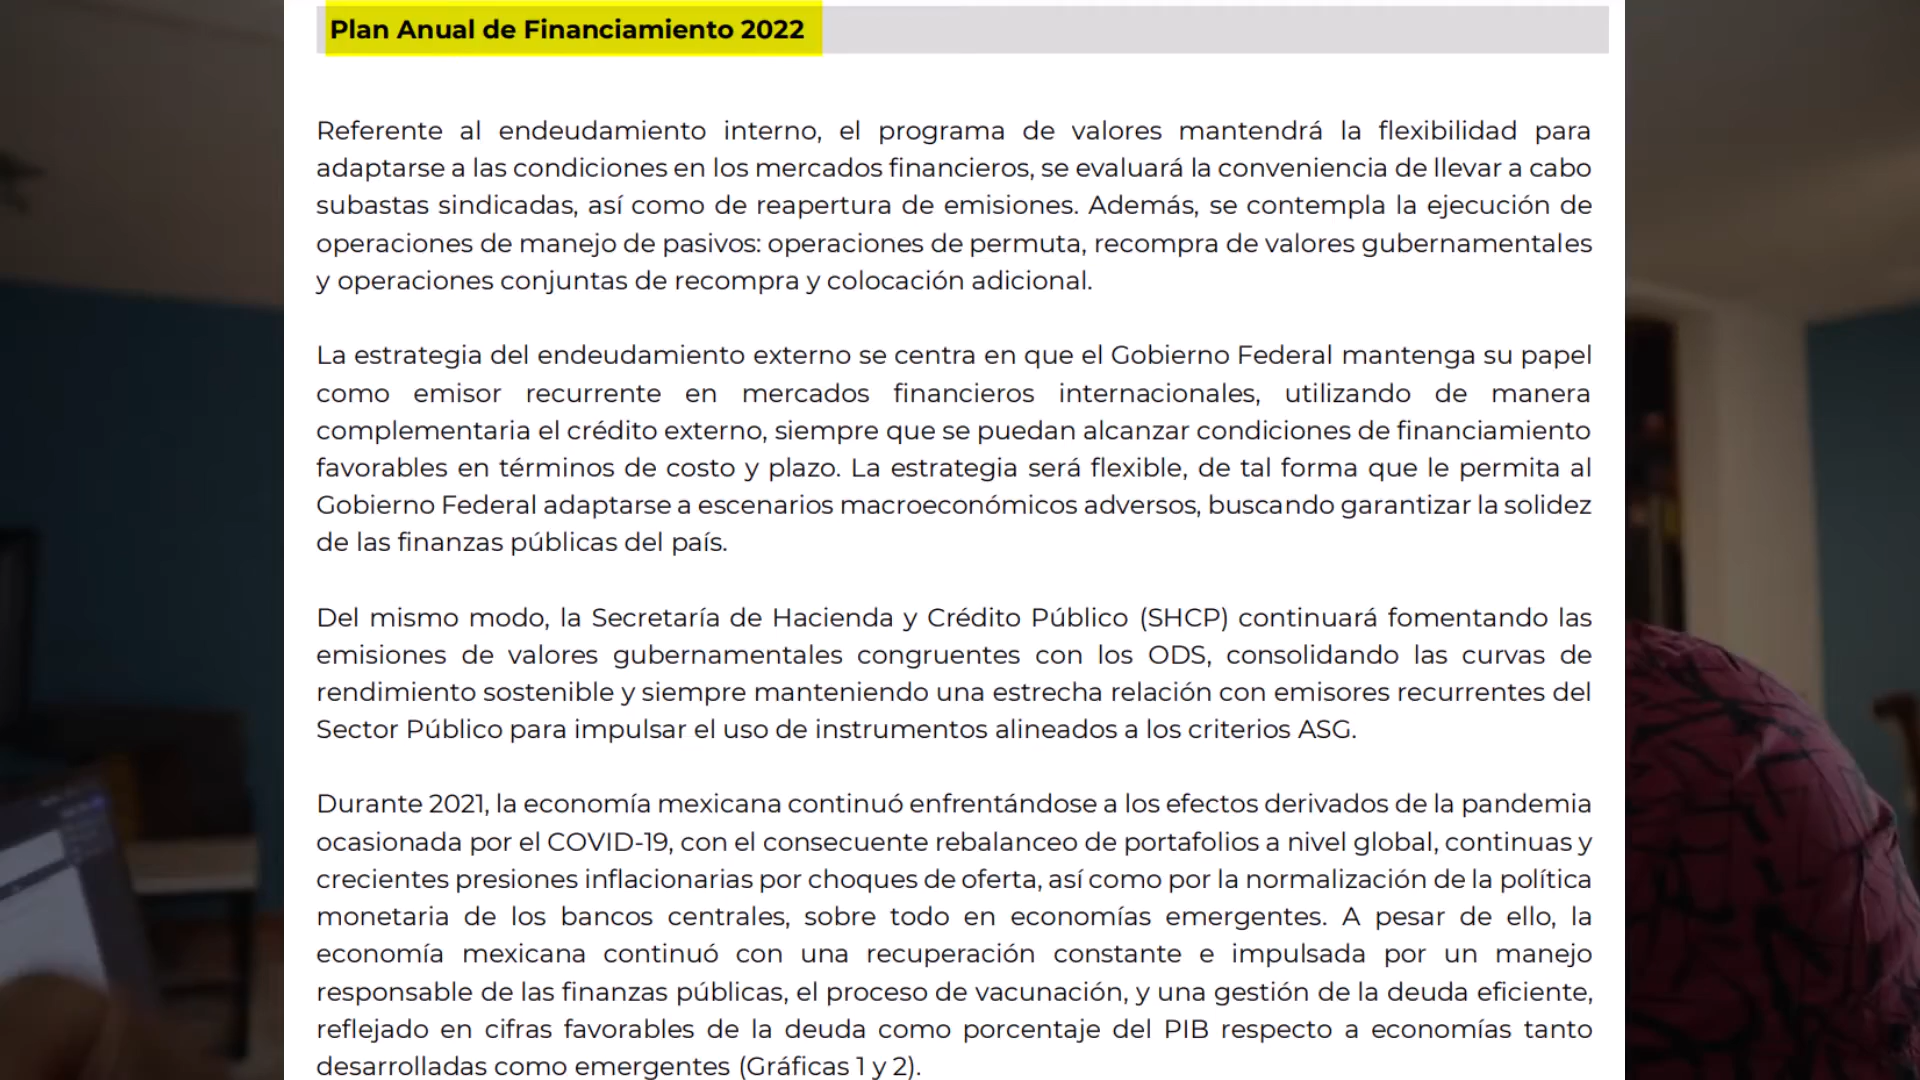 Plan Anual de Financiamiento 2022
Referente al endeudamiento interno, el programa de valores mantendrá la flexibilidad para
adaptarse a las condiciones en los mercados financieros, se evaluará la conveniencia de llevar a cabo
subastas sindicadas, así como de reapertura de emisiones. Además, se contempla la ejecución de
operaciones de manejo de pasivos: operaciones de permuta, recompra de valores gubernamentales
y operaciones conjuntas de recompra y colocación adicional.
La estrategia del endeudamiento externo se centra en que el Gobierno Federal mantenga su papel
como emisor recurrente en mercados financieros internacionales, utilizando de manera
complementaria el crédito externo, siempre que se puedan alcanzar condiciones de financiamiento
favorables en términos de costo y plazo. La estrategia será flexible, de tal forma que le permita al
Gobierno Federal adaptarse a escenarios macroeconómicos adversos, buscando garantizar la solidez
de las finanzas públicas del país.
Del mismo modo, la Secretaría de Hacienda y Crédito Público (SHCP) continuará fomentando las
emisiones de valores gubernamentales congruentes con los ODS, consolidando las curvas de
rendimiento sostenible y siempre manteniendo una estrecha relación con emisores recurrentes del
Sector Público para impulsar el uso de instrumentos alineados a los criterios ASG.
Durante 2021, la economía mexicana continuó enfrentándose a los efectos derivados de la pandemia
ocasionada por el COVID-19, con el consecuente rebalanceo de portafolios a nivel global, continuas y
crecientes presiones inflacionarias por choques de oferta, así como por la normalización de la política
monetaria de los bancos centrales, sobre todo en economías emergentes. A pesar de ello, la
economía mexicana continuó con una recuperación constante e impulsada por un manejo
responsable de las finanzas públicas, el proceso de vacunación, y una gestión de la deuda eficiente,
reflejado en cifras favorables de la deuda como porcentaje del PIB respecto a economías tanto
desarrolladas como emergentes (Gráficas 1 y 2).